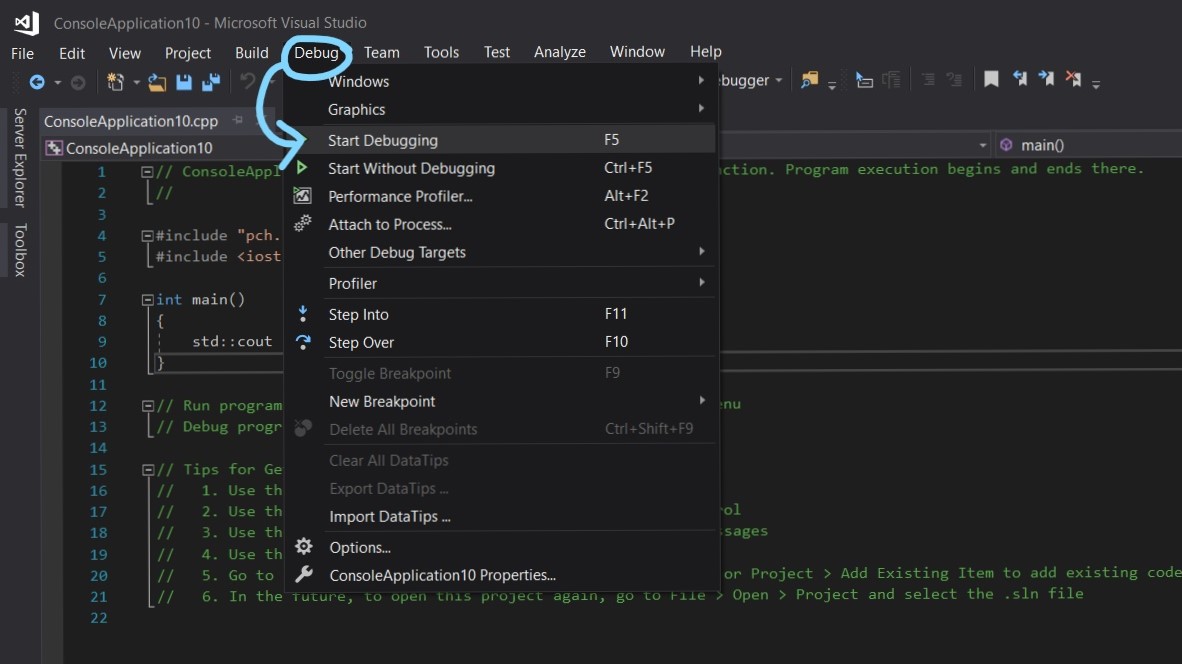 ConsoleApplication10 - Microsoft Visual Studio
File Edit View Project Build Debug Team Tools Test Analyze Window Help
Windows
Graphics
Start Debugging F5
Start Without Debugging Ctrl+F5
Performance Profiler... Alt+F2
Attach to Process... Ctrl+Alt+P
Other Debug Targets
Profiler
Step Into F11
Step Over F10
Toggle Breakpoint F9
New Breakpoint
Delete All Breakpoints Ctrl+Shift+F9
Clear All DataTips
Export DataTips ...
Import DataTips ...
Options...
ConsoleApplication10 Properties...
Server Explorer
Toolbox
ConsoleApplication10.cpp
ConsoleApplication10
main()
1 // ConsoleAppl ction. Program execution begins and ends there.
2 //
3
4 #include "pch.
5 #include <iost
6
7 int main()
8 {
9 std::cout
10 }
11
12 // Run program enu
13 // Debug progr
14
15 // Tips for Ge
16 // 1. Use th
17 // 2. Use th rol
18 // 3. Use th ssages
19 // 4. Use th
20 // 5. Go to or Project > Add Existing Item to add existing code
21 // 6. In the future, to open this project again, go to File > Open > Project and select the .sln file
22